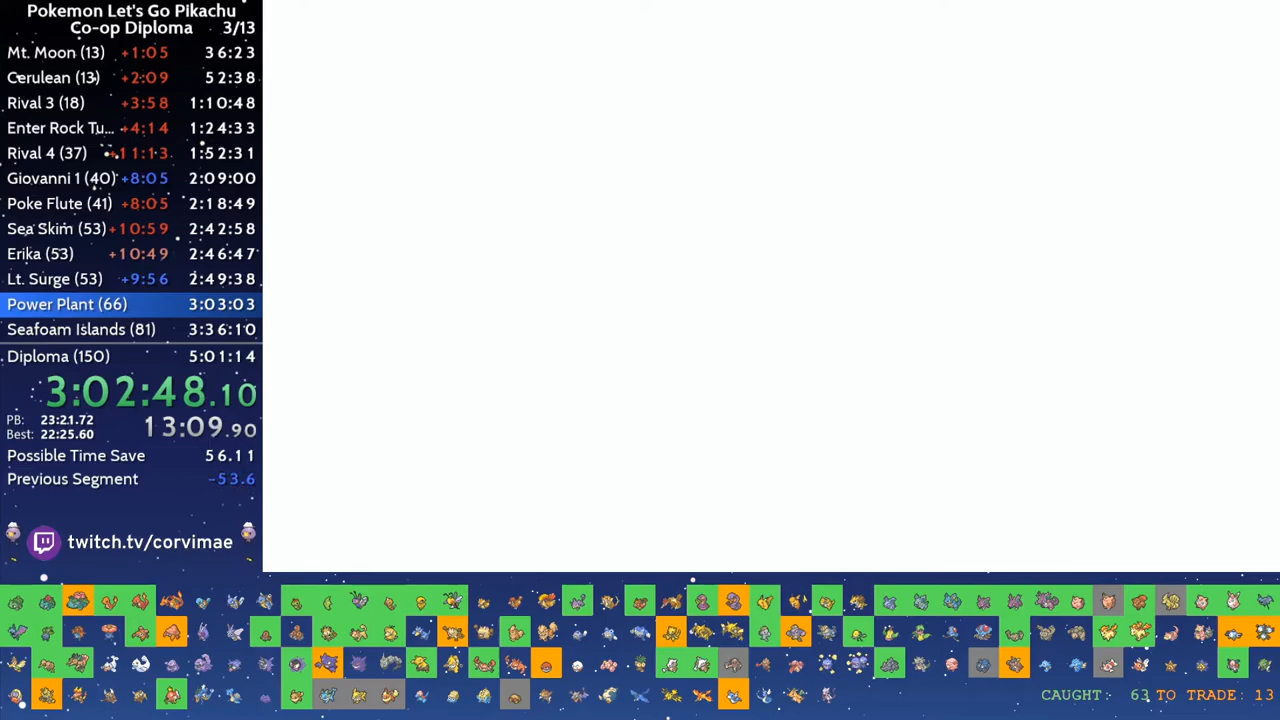 Pokemon Let's Go Pikachu
Co-op Diploma 3/13
Mt. Moon (13) +1:05 36:23
Cerulean (13) +2:09 52:38
Rival 3 (18) +3:58 1:10:48
Enter Rock Tu... +4:14 1:24:33
Rival 4 (37) +11:13 1:52:31
Giovanni 1 (40) +8:05 2:09:00
Poke Flute (41) +8:05 2:18:49
Sea Skim (53) +10:59 2:42:58
Erika (53) +10:49 2:46:47
Lt. Surge (53) +9:56 2:49:38
Power Plant (66) 3:03:03
Seafoam Islands (81) 3:36:10
Diploma (150) 5:01:14
3:02:48.10
PB: 23:21.72
Best: 22:25.60
13:09.90
Possible Time Save 56.11
Previous Segment -53.6
twitch.tv/corvimae
CAUGHT: 63 TO TRADE: 13